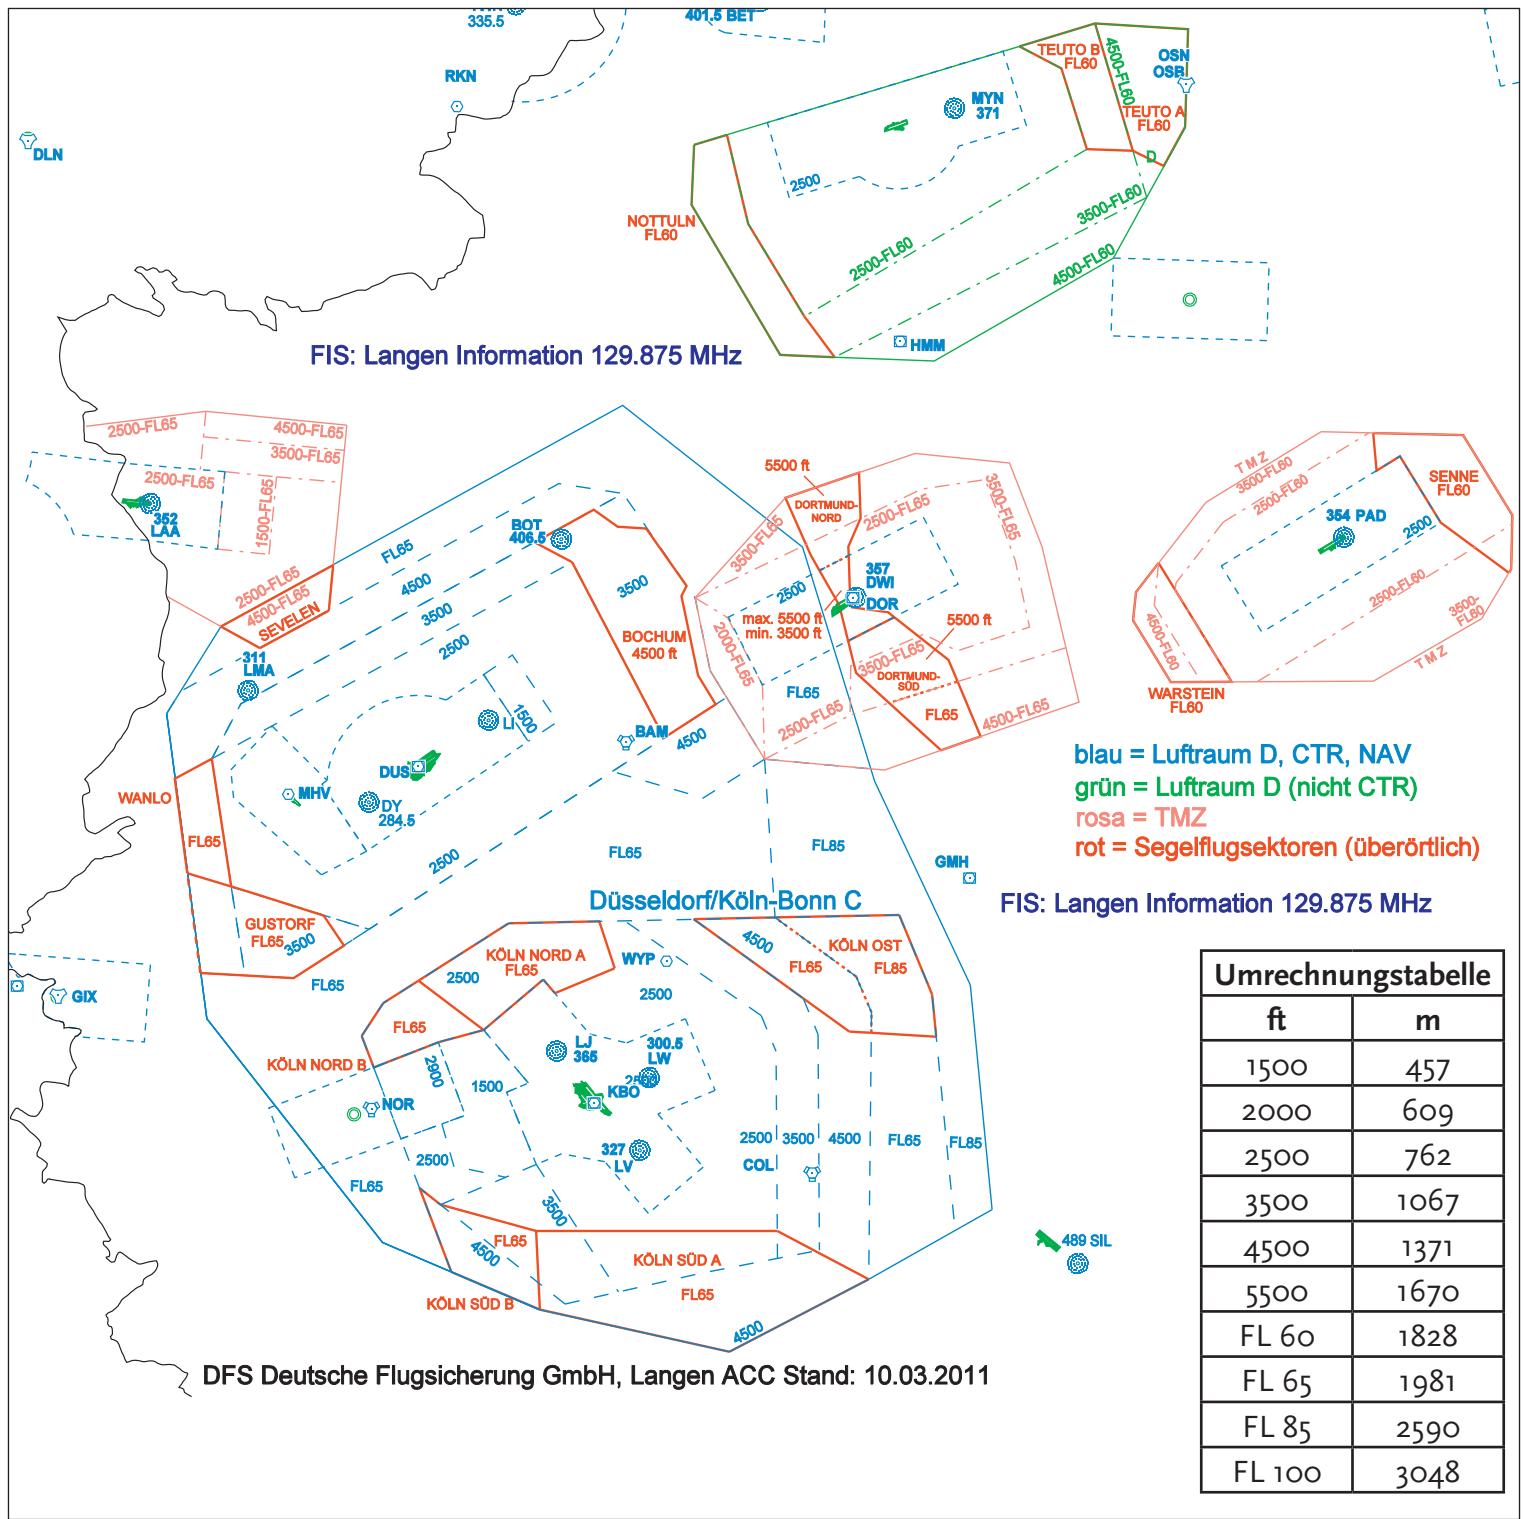 335.5
401.5 BET
RKN
DLN
TEUTO B
FL60
4500-FL60
OSN
OSB
TEUTO A
FL60
D
MYN
371
2500
NOTTULN
FL60
2500-FL60
3500-FL60
4500-FL60
HMM
FIS: Langen Information 129.875 MHz
2500-FL65
4500-FL65
3500-FL65
2500-FL65
1500-FL65
352
LAA
2500-FL65
4500-FL65
SEVELEN
311
LMA
FL65
4500
3500
2500
BOT
406.5
3500
BOCHUM
4500 ft
5500 ft
DORTMUND-
NORD
3500-FL65
2500-FL65
3500-FL65
2500
357
DWI
DOR
max. 5500 ft
min. 3500 ft
2000-FL65
5500 ft
3500-FL65
DORTMUND-
SÜD
FL65
FL65
2500-FL65
4500-FL65
TMZ
3500-FL60
2500-FL60
SENNE
FL60
354 PAD
2500
2500-FL60
3500-
FL60
4500-FL60
TMZ
WARSTEIN
FL60
LI
1500
BAM
4500
DUS
MHV
DY
284.5
WANLO
FL65
2500
FL65
FL85
GMH
GUSTORF
FL65
3500
FL65
blau = Luftraum D, CTR, NAV
grün = Luftraum D (nicht CTR)
rosa = TMZ
rot = Segelflugsektoren (überörtlich)
FIS: Langen Information 129.875 MHz
Düsseldorf/Köln-Bonn C
GIX
KÖLN NORD A
FL65
2500
WYP
2500
4500
KÖLN OST
FL65
FL85
FL65
KÖLN NORD B
2900
1500
LJ
365
300.5
LW
2500
KBO
NOR
2500
327
LV
COL
2500
3500
4500
FL65
FL85
FL65
3500
4500
FL65
KÖLN SÜD A
FL65
KÖLN SÜD B
4500
489 SIL
DFS Deutsche Flugsicherung GmbH, Langen ACC Stand: 10.03.2011
Umrechnungstabelle
ft m
1500 457
2000 609
2500 762
3500 1067
4500 1371
5500 1670
FL 60 1828
FL 65 1981
FL 85 2590
FL 100 3048